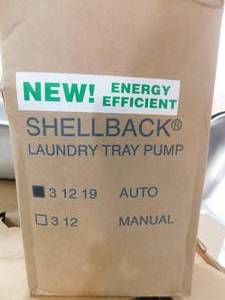 NEW! ENERGY
EFFICIENT
SHELLBACK®
LAUNDRY TRAY PUMP
■ 3 12 19 AUTO
□ 3 12 MANUAL